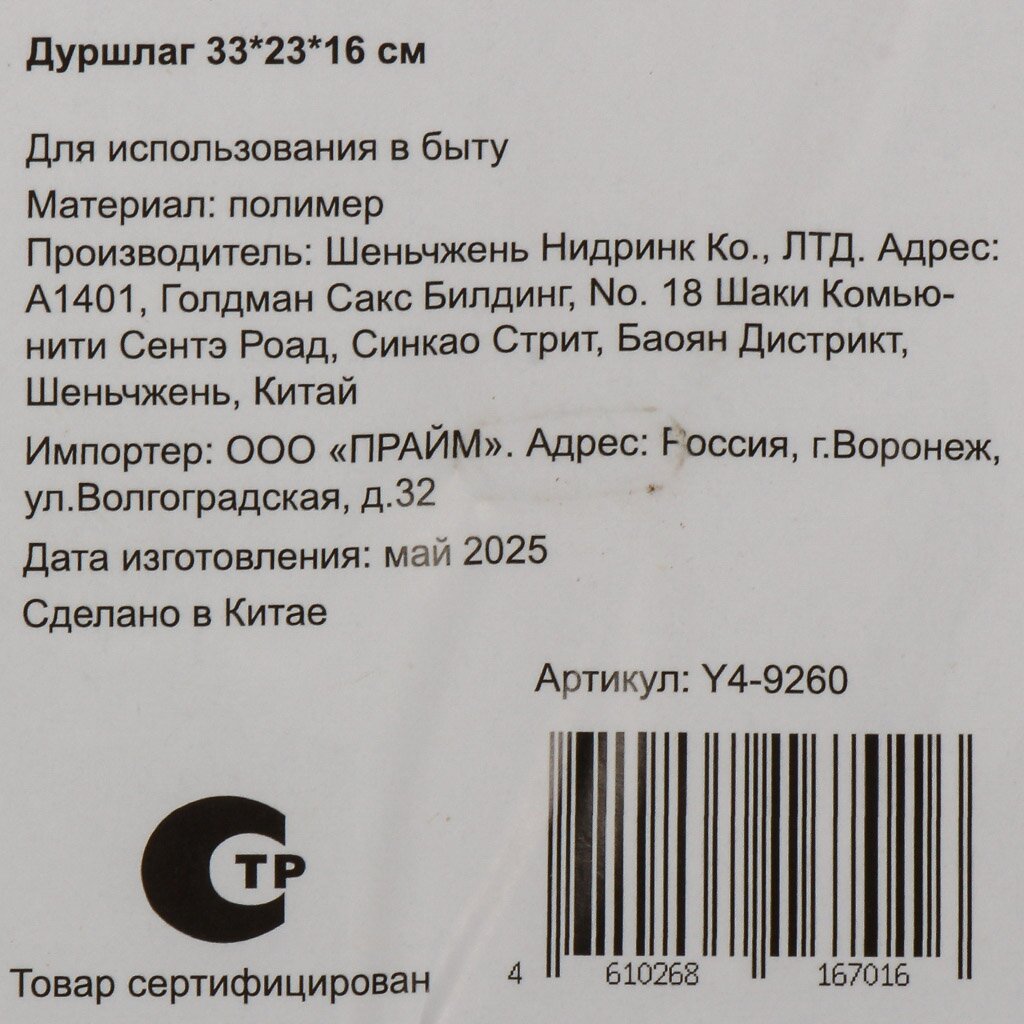 Дуршлаг 33*23*16 см
Для использования в быту
Материал: полимер
Производитель: Шеньчжень Нидринк Ко., ЛТД. Адрес:
А1401, Голдман Сакс Билдинг, No. 18 Шаки Комью-
нити Сентэ Роад, Синкао Стрит, Баоян Дистрикт,
Шеньчжень, Китай
Импортер: ООО «ПРАЙМ». Адрес: Россия, г.Воронеж,
ул.Волгоградская, д.32
Дата изготовления: май 2025
Сделано в Китае
Артикул: Y4-9260
СТР
Товар сертифицирован
4 610268 167016